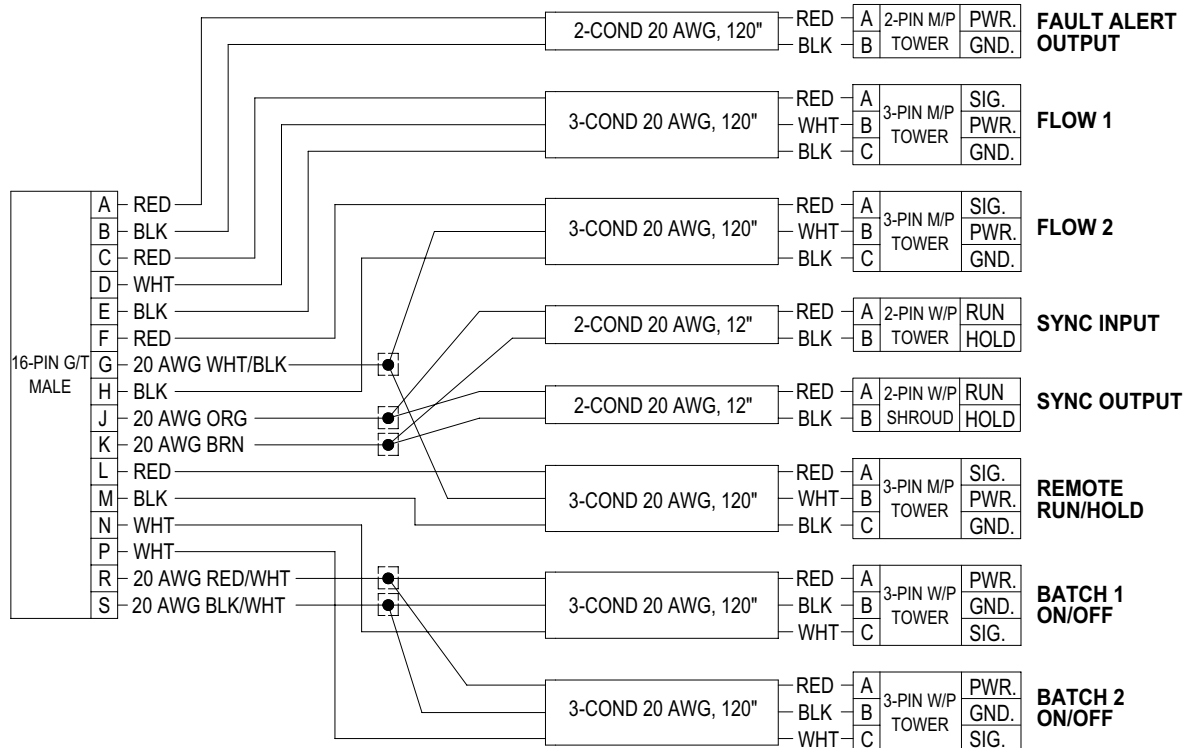 2-COND 20 AWG, 120"
RED A 2-PIN M/P PWR.
BLK B TOWER GND.
FAULT ALERT
OUTPUT
3-COND 20 AWG, 120"
RED A SIG.
WHT B 3-PIN M/P PWR.
BLK C TOWER GND.
FLOW 1
16-PIN G/T
MALE
A RED
B BLK
C RED
D WHT
E BLK
F RED
G 20 AWG WHT/BLK
H BLK
J 20 AWG ORG
K 20 AWG BRN
L RED
M BLK
N WHT
P WHT
R 20 AWG RED/WHT
S 20 AWG BLK/WHT
3-COND 20 AWG, 120"
RED A SIG.
WHT B 3-PIN M/P PWR.
BLK C TOWER GND.
FLOW 2
2-COND 20 AWG, 12"
RED A 2-PIN W/P RUN
BLK B TOWER HOLD
SYNC INPUT
2-COND 20 AWG, 12"
RED A 2-PIN W/P RUN
BLK B SHROUD HOLD
SYNC OUTPUT
3-COND 20 AWG, 120"
RED A SIG.
WHT B 3-PIN M/P PWR.
BLK C TOWER GND.
REMOTE
RUN/HOLD
3-COND 20 AWG, 120"
RED A PWR.
BLK B 3-PIN W/P GND.
WHT C TOWER SIG.
BATCH 1
ON/OFF
3-COND 20 AWG, 120"
RED A PWR.
BLK B 3-PIN W/P GND.
WHT C TOWER SIG.
BATCH 2
ON/OFF